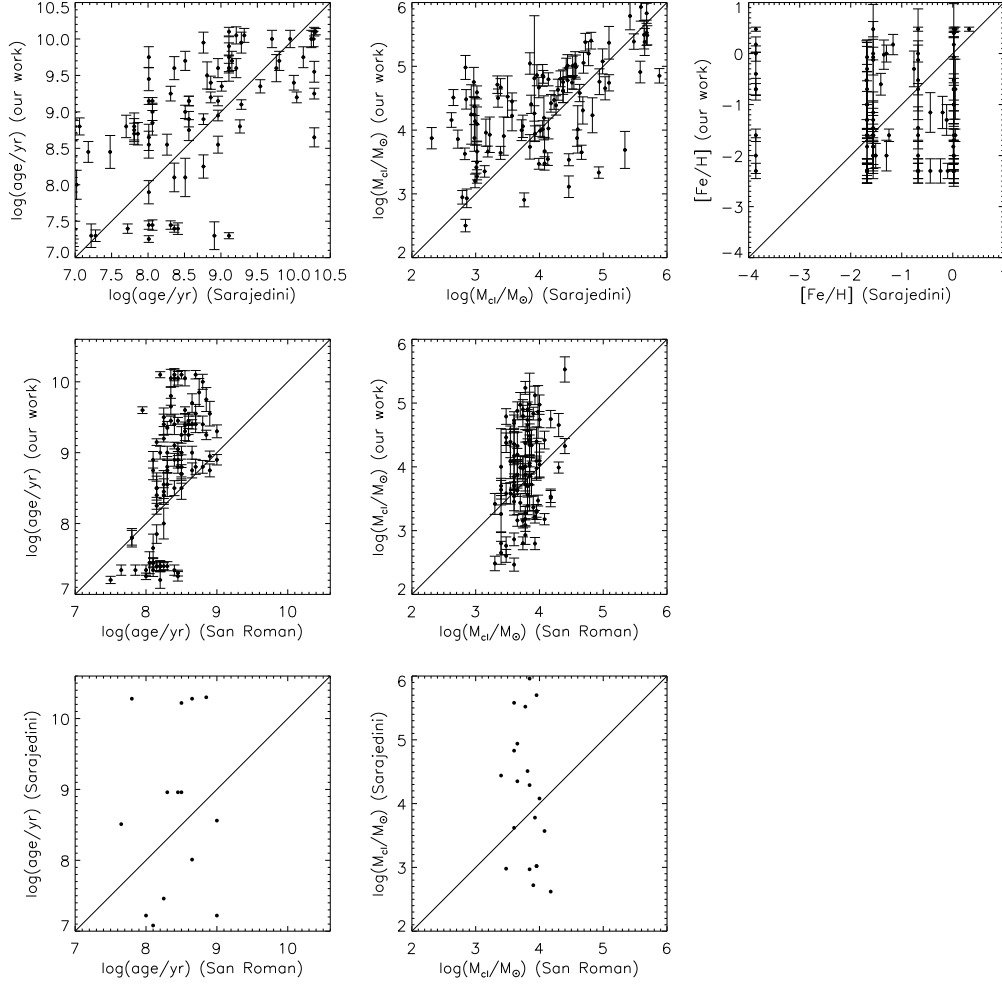 10.5
10.0
9.5
9.0
8.5
8.0
7.5
7.0
log(age/yr) (our work)
7.0 7.5 8.0 8.5 9.0 9.5 10.0 10.5
log(age/yr) (Sarajedini)
6
5
4
3
2
log(M_cl/M_⊙) (our work)
2 3 4 5 6
log(M_cl/M_⊙) (Sarajedini)
1
0
−1
−2
−3
−4
[Fe/H] (our work)
−4 −3 −2 −1 0 1
[Fe/H] (Sarajedini)
10
9
8
7
log(age/yr) (our work)
7 8 9 10
log(age/yr) (San Roman)
6
5
4
3
2
log(M_cl/M_⊙) (our work)
2 3 4 5 6
log(M_cl/M_⊙) (San Roman)
10
9
8
7
log(age/yr) (Sarajedini)
7 8 9 10
log(age/yr) (San Roman)
6
5
4
3
2
log(M_cl/M_⊙) (Sarajedini)
2 3 4 5 6
log(M_cl/M_⊙) (San Roman)